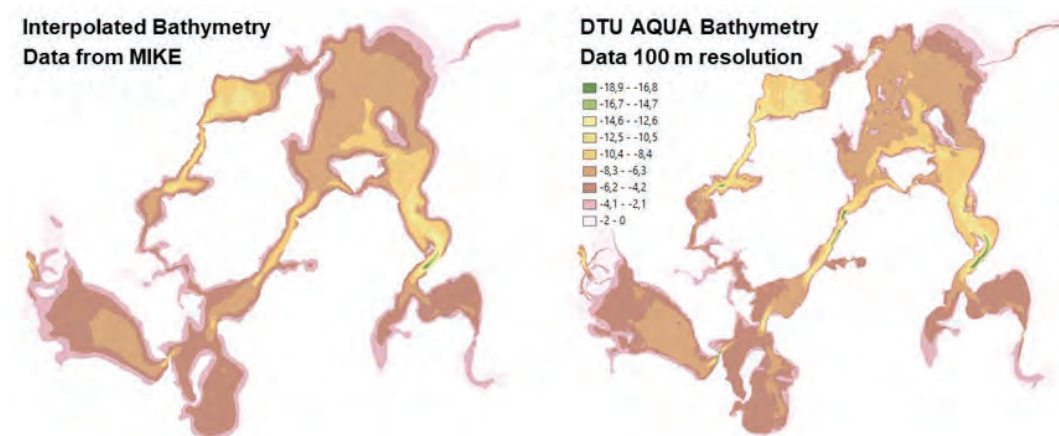 Interpolated Bathymetry
Data from MIKE
DTU AQUA Bathymetry
Data 100 m resolution
-18,9 - -16,8
-16,7 - -14,7
-14,6 - -12,6
-12,5 - -10,5
-10,4 - -8,4
-8,3 - -6,3
-6,2 - -4,2
-4,1 - -2,1
-2 - 0